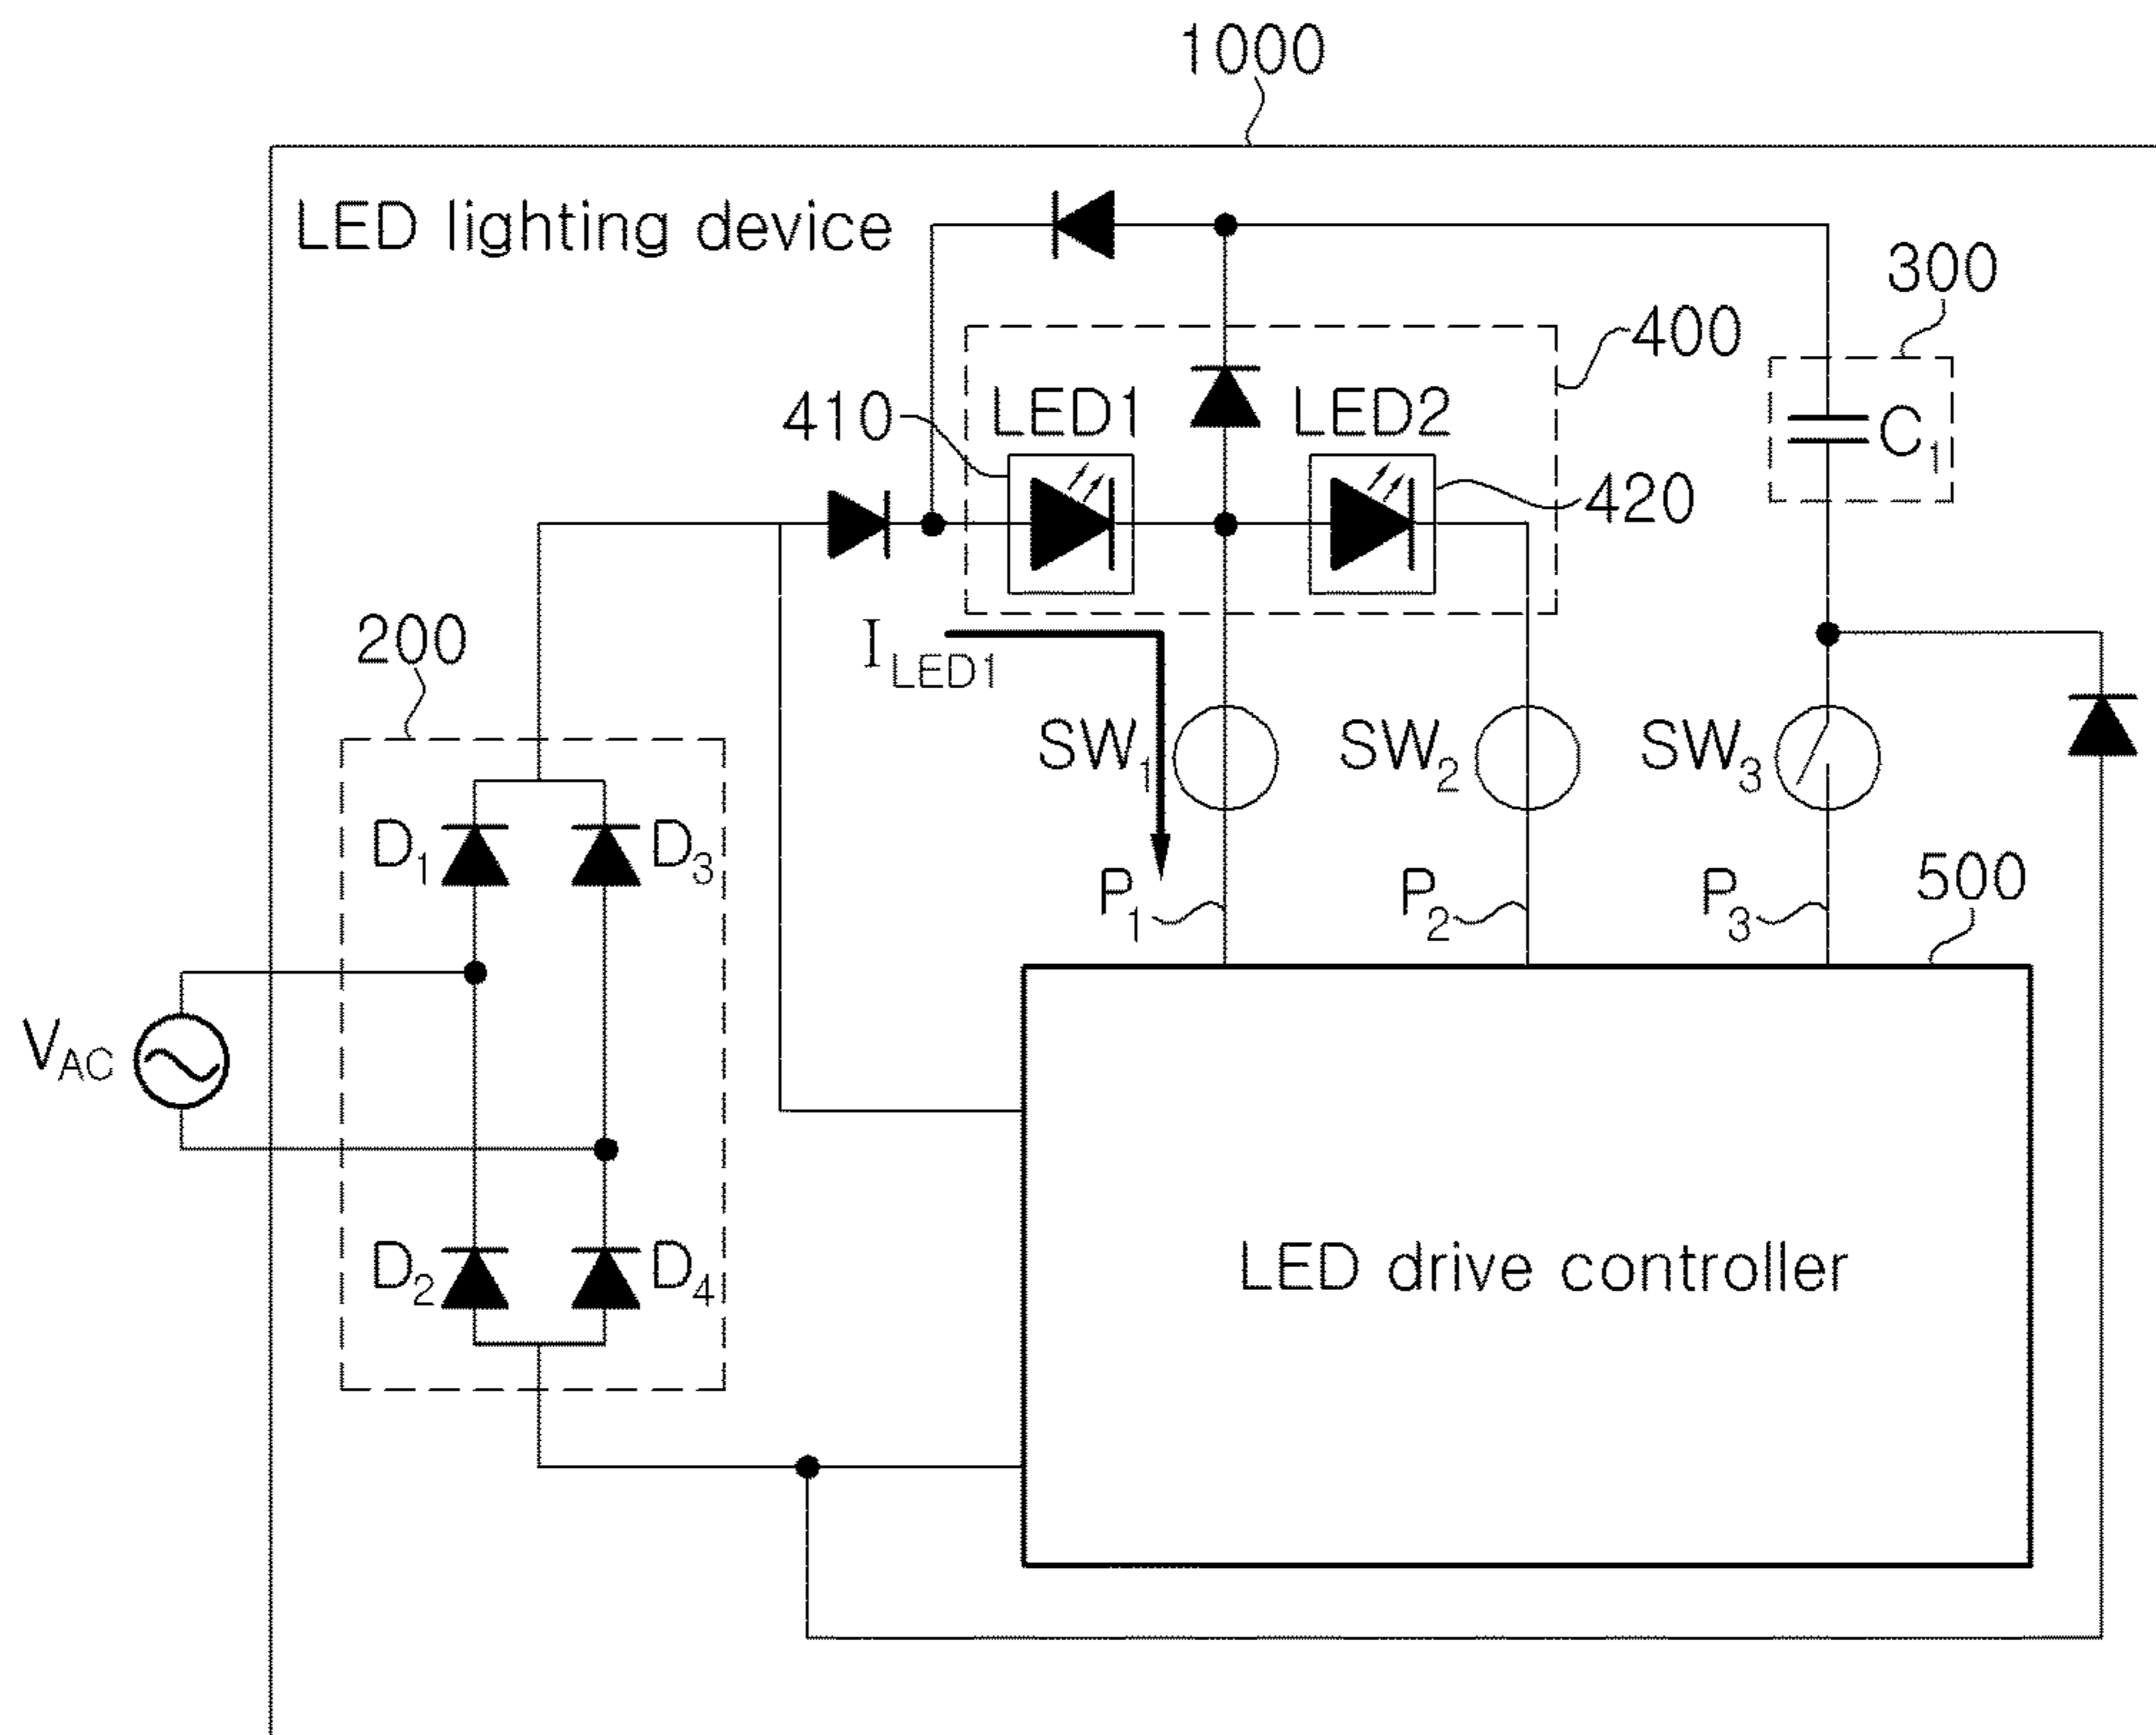 1000
LED lighting device
300
400
410
LED1
LED2
C1
420
200
ILED1
SW1
SW2
SW3
D1
D3
P1
P2
P3
500
VAC
D2
D4
LED drive controller